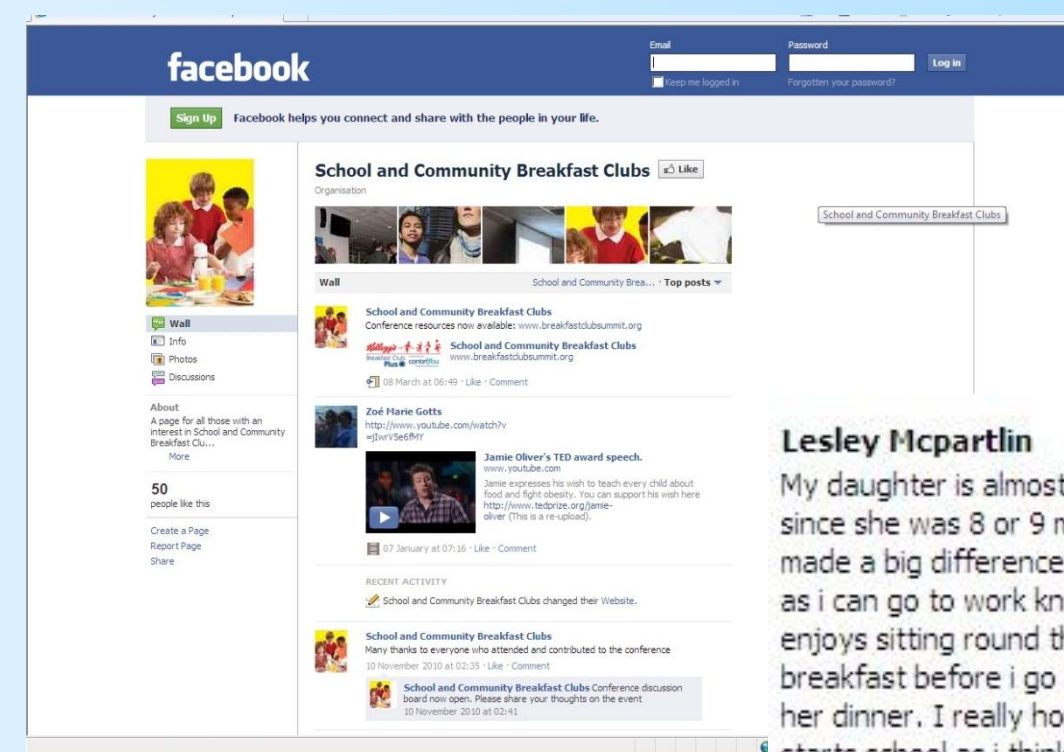 facebook
Email
Password
Log in
Keep me logged in
Forgotten your password?
Sign Up
Facebook helps you connect and share with the people in your life.
School and Community Breakfast Clubs
Like
Organisation
School and Community Breakfast Clubs
Wall
School and Community Brea... · Top posts
Wall
Info
Photos
Discussions
About
A page for all those with an
interest in School and Community
Breakfast Clu...
More
50
people like this
Create a Page
Report Page
Share
School and Community Breakfast Clubs
Conference resources now available: www.breakfastclubsummit.org
Kellogg's
Breakfast Club
Plus
ContinYou
School and Community Breakfast Clubs
www.breakfastclubsummit.org
08 March at 06:49 · Like · Comment
Zoé Marie Gotts
http://www.youtube.com/watch?v
Jamie Oliver's TED award speech.
www.youtube.com
Jamie expresses his wish to teach every child about
food and fight obesity. You can support his wish here
http://www.tedprize.org/jamie-
oliver (This is a re-upload).
07 January at 07:16 · Like · Comment
RECENT ACTIVITY
School and Community Breakfast Clubs changed their Website.
School and Community Breakfast Clubs
Many thanks to everyone who attended and contributed to the conference
10 November 2010 at 02:35 · Like · Comment
School and Community Breakfast Clubs Conference discussion
board now open. Please share your thoughts on the event
10 November 2010 at 02:41
Lesley Mcpartlin
My daughter is almost
since she was 8 or 9
made a big difference
as i can go to work
enjoys sitting round
breakfast before i go
her dinner. I really
starts school as i think